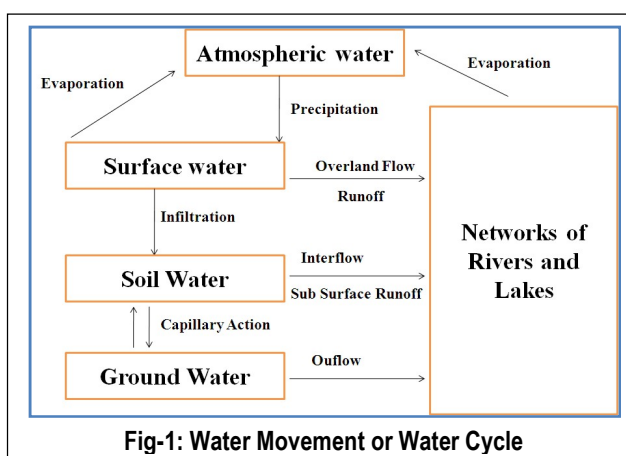 Atmospheric water
Evaporation
Evaporation
Precipitation
Surface water
Overland Flow
Runoff
Infiltration
Networks of
Rivers and
Lakes
Soil Water
Interflow
Sub Surface Runoff
Capillary Action
Ground Water
Ouflow
Fig-1: Water Movement or Water Cycle